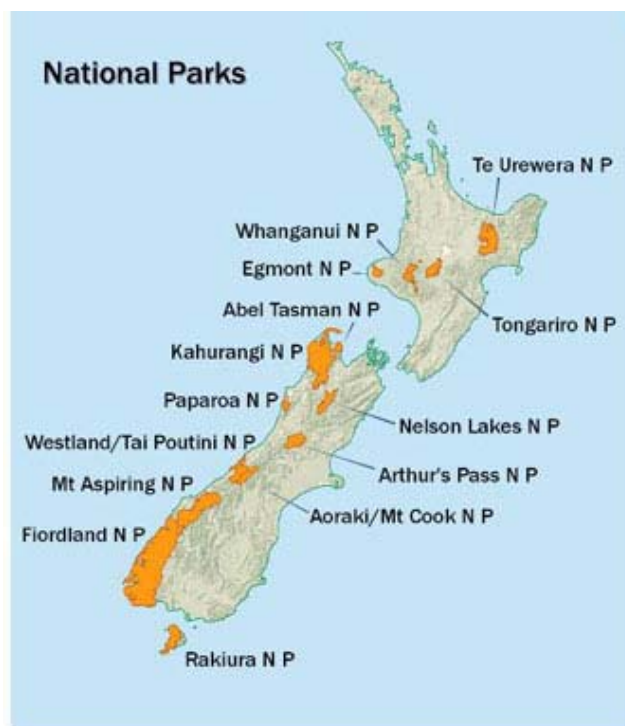 National Parks
Te Urewera N P
Whanganui N P
Egmont N P
Tongariro N P
Abel Tasman N P
Kahurangi N P
Paparoa N P
Nelson Lakes N P
Westland/Tai Poutini N P
Arthur's Pass N P
Mt Aspiring N P
Aoraki/Mt Cook N P
Fiordland N P
Rakiura N P